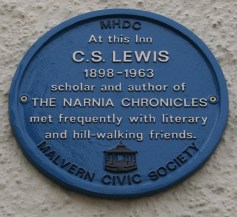 MHDC
At this Inn
C.S. LEWIS
1898-1963
scholar and author of
THE NARNIA CHRONICLES
met frequently with literary
and hill-walking friends.
MALVERN CIVIC SOCIETY